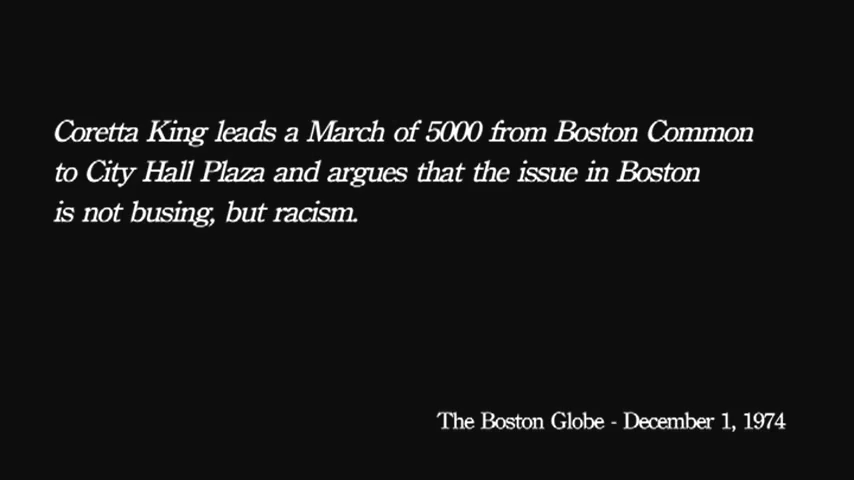 Coretta King leads a March of 5000 from Boston Common
to City Hall Plaza and argues that the issue in Boston
is not busing, but racism.
The Boston Globe - December 1, 1974